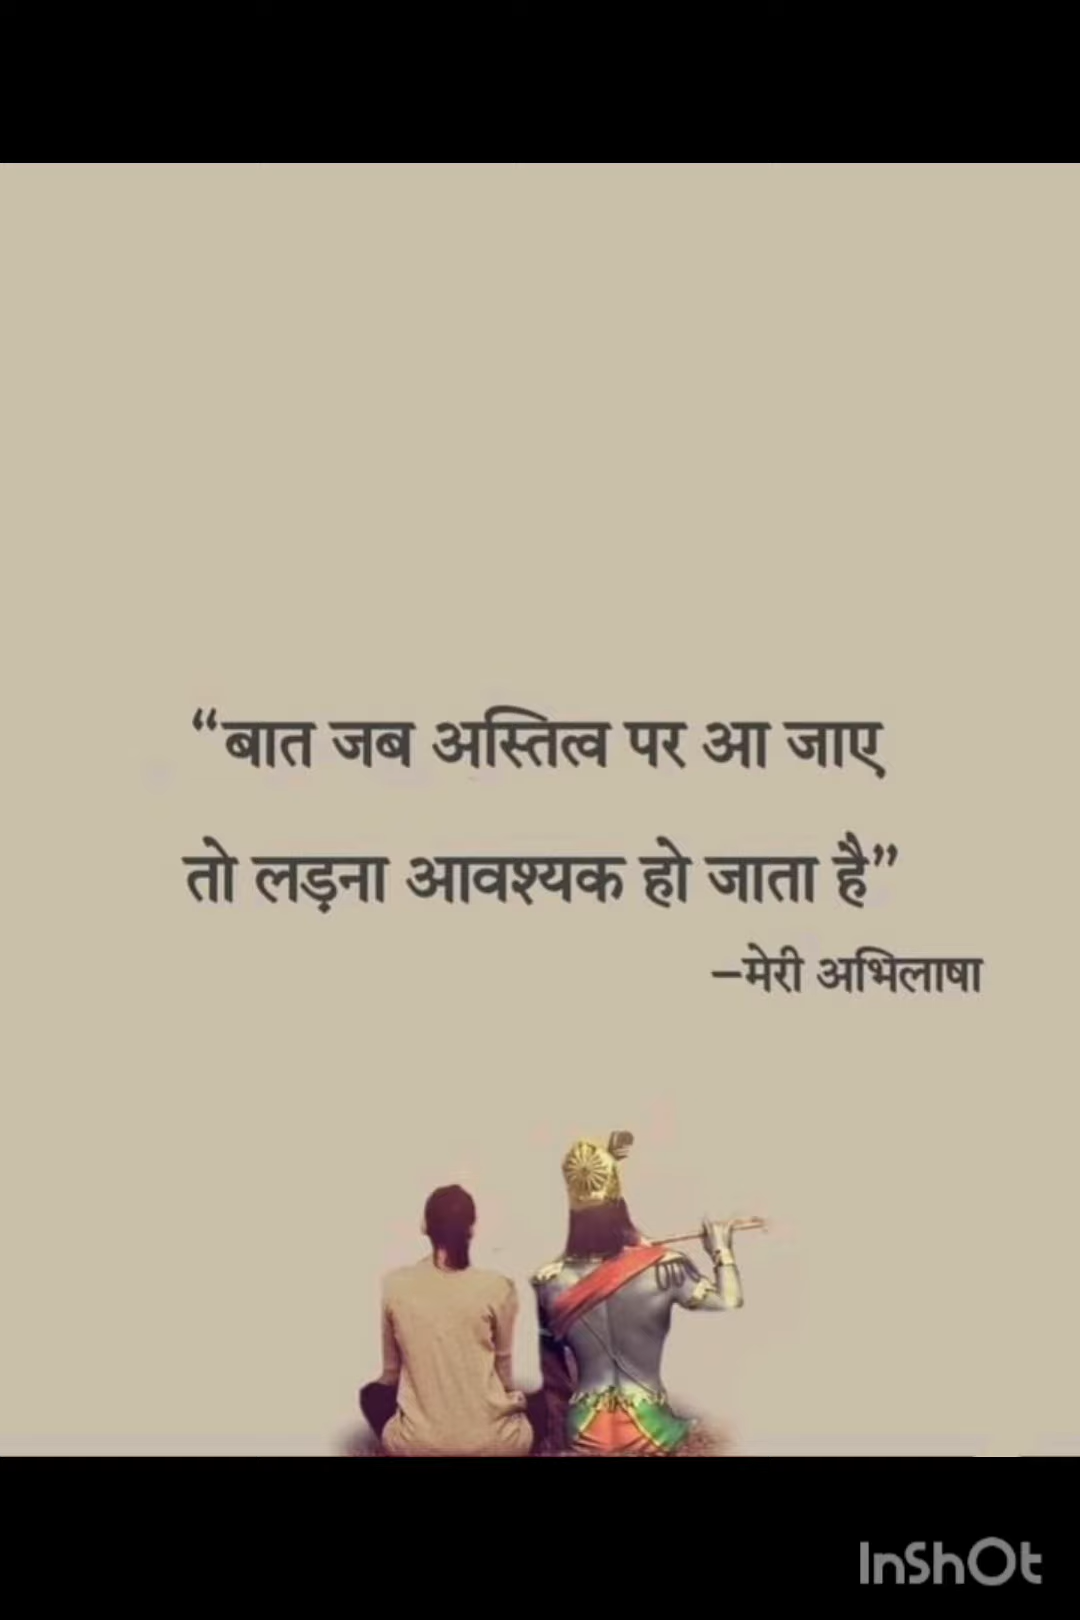 “बात जब अस्तित्व पर आ जाए
तो लड़ना आवश्यक हो जाता है”
–मेरी अभिलाषा
InShOt